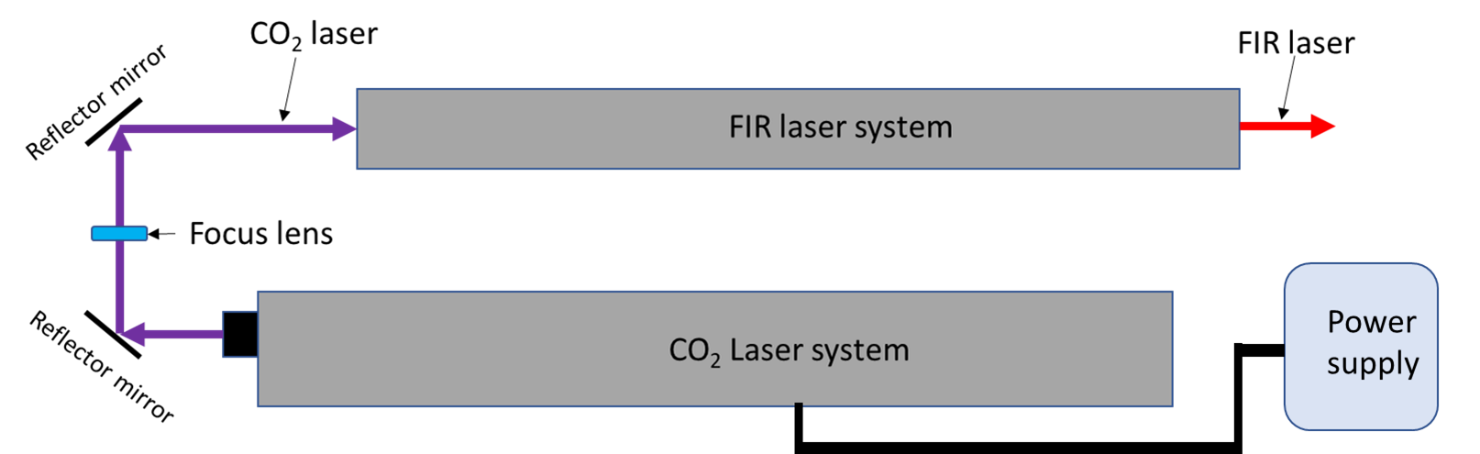 CO₂ laser
FIR laser
Reflector mirror
FIR laser system
Focus lens
Reflector mirror
CO₂ Laser system
Power
supply